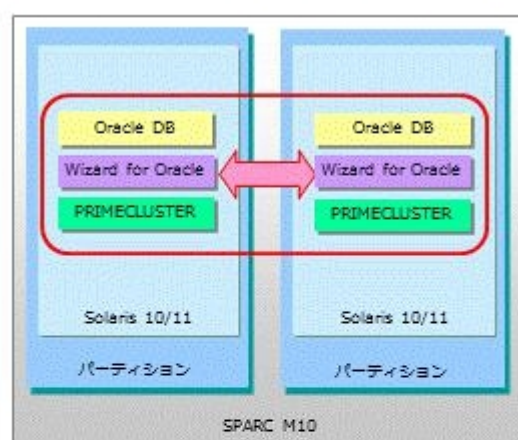 Oracle DB
Wizard for Oracle
PRIMECLUSTER
Solaris 10/11
パーティション
Oracle DB
Wizard for Oracle
PRIMECLUSTER
Solaris 10/11
パーティション
SPARC M10